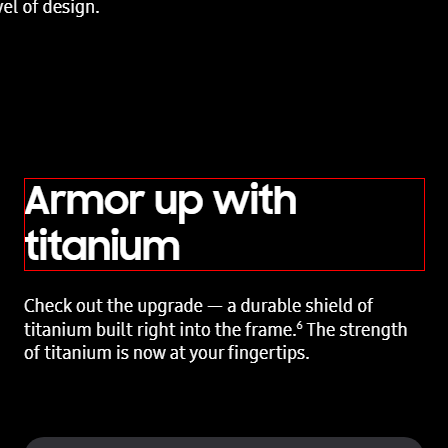 vel of design.
Armor up with
titanium
Check out the upgrade — a durable shield of
titanium built right into the frame.⁶ The strength
of titanium is now at your fingertips.